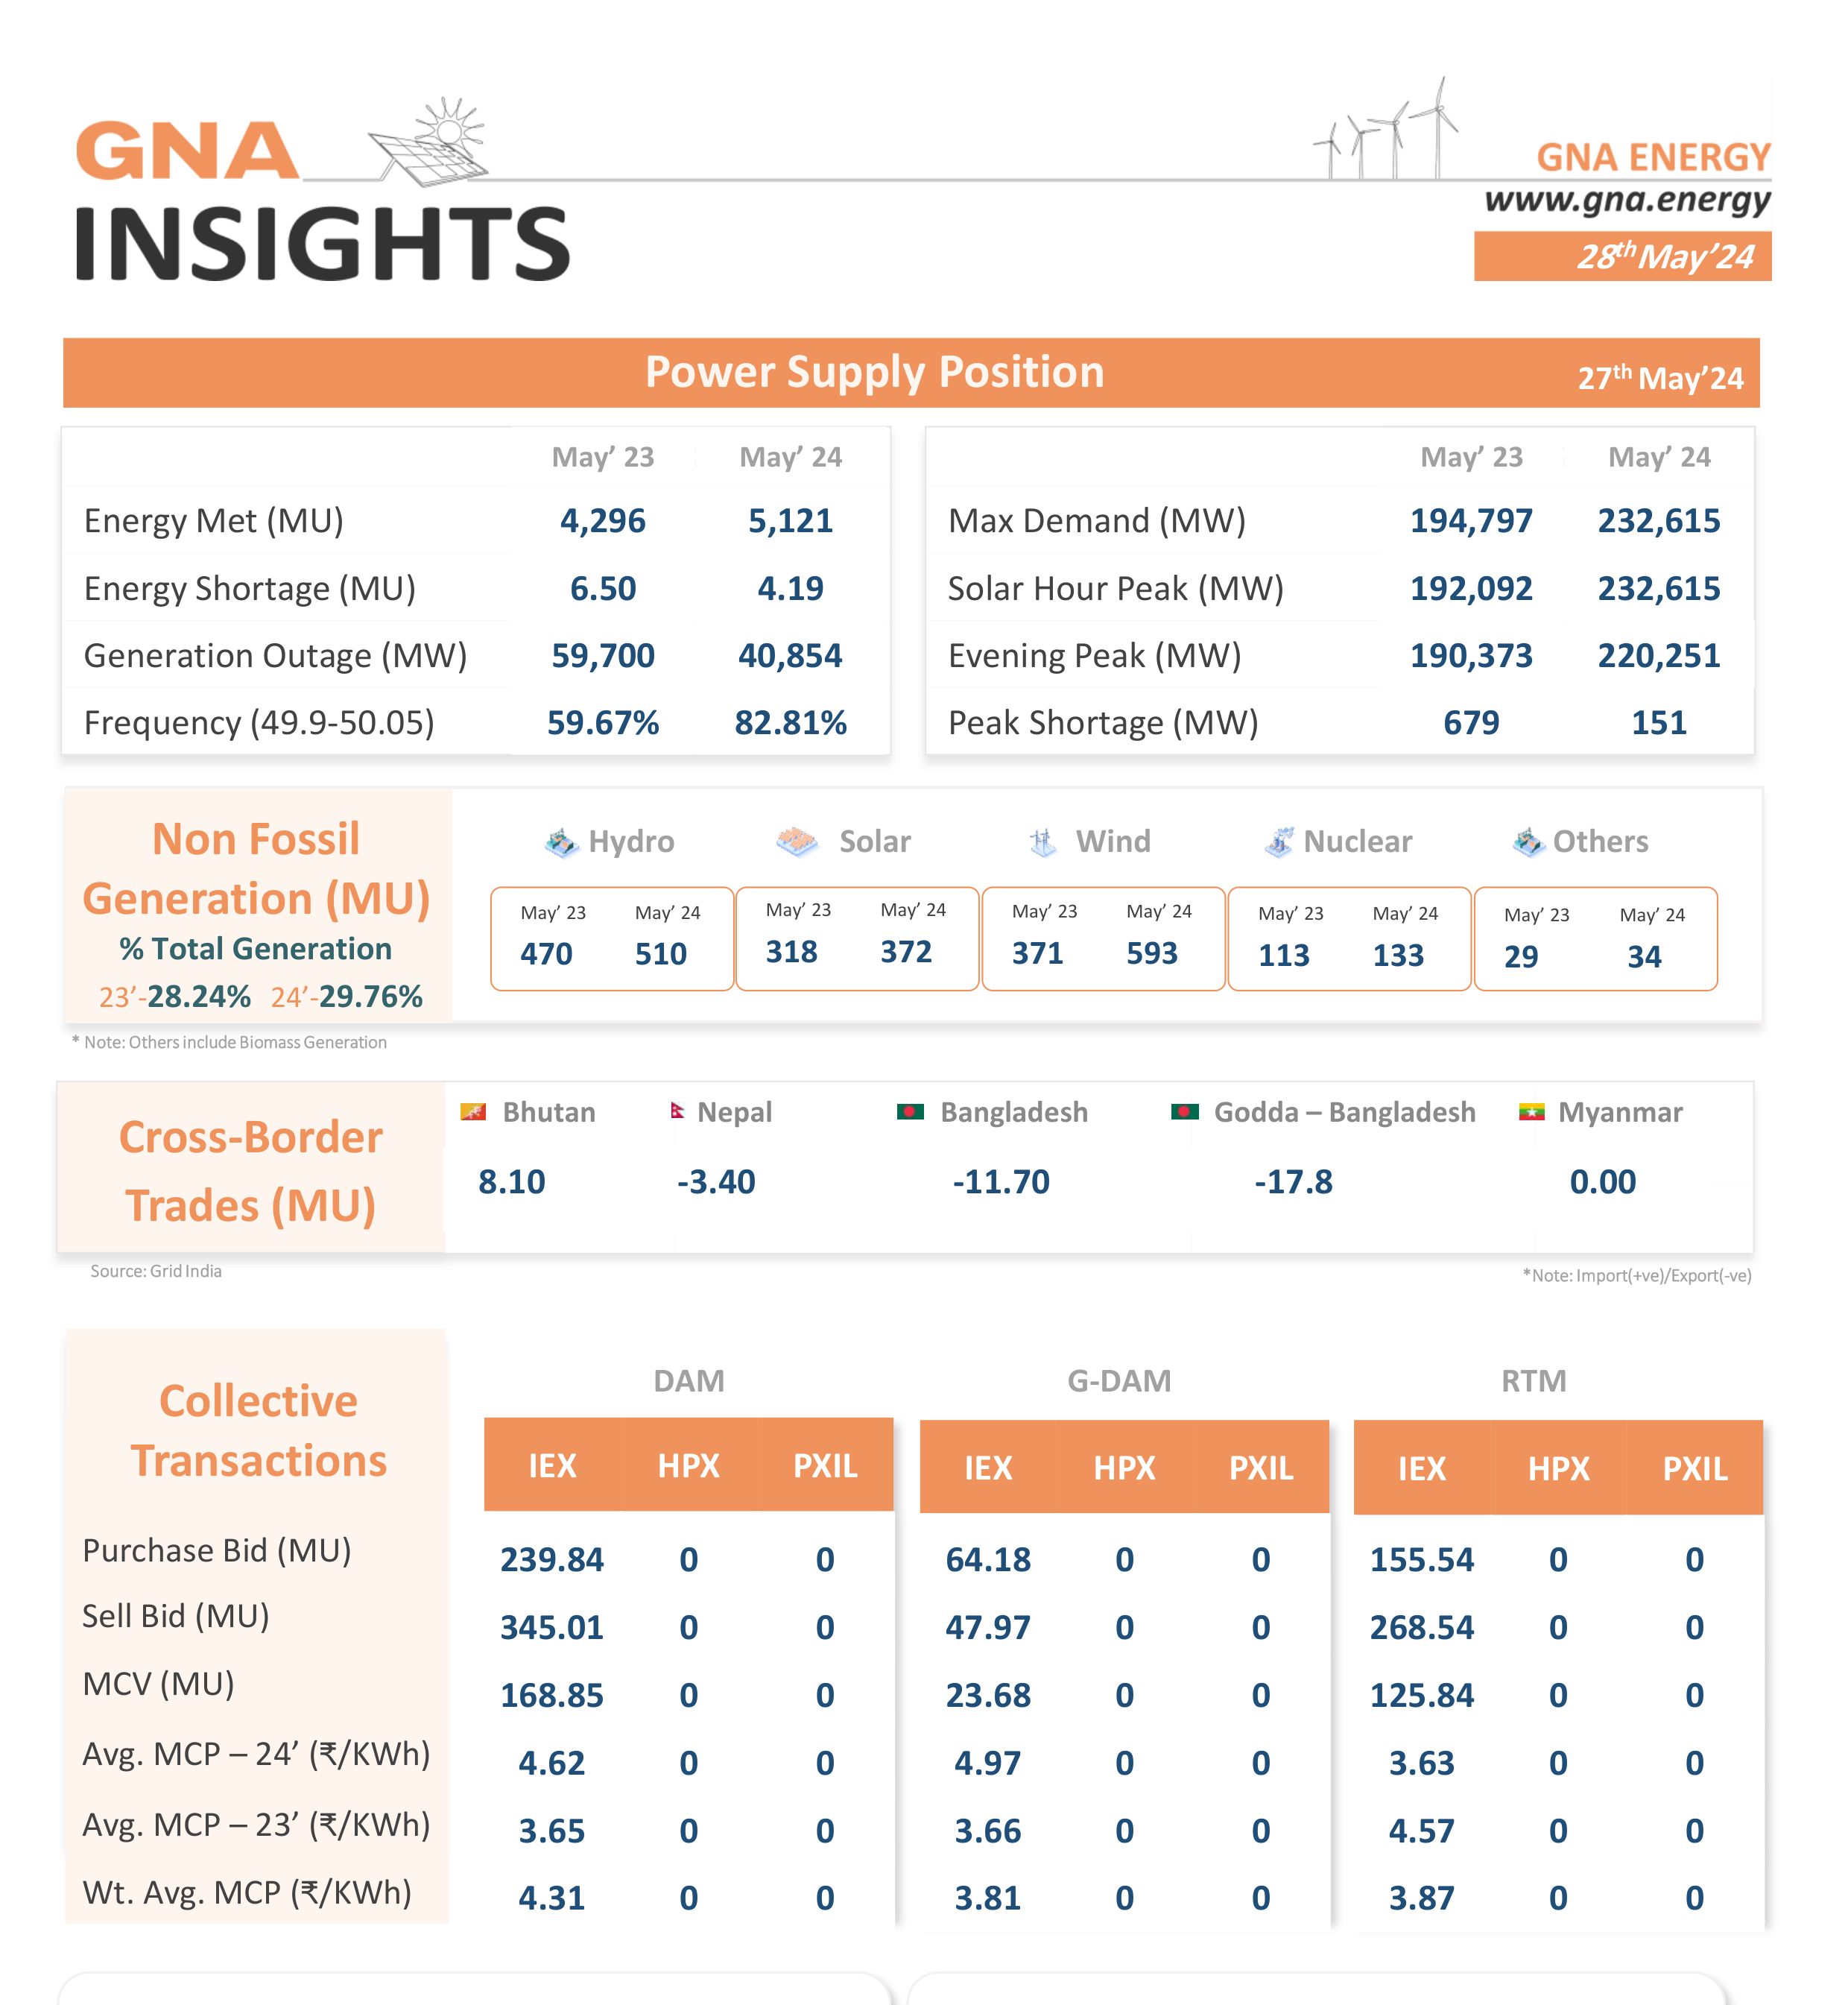 GNA
INSIGHTS
GNA ENERGY
www.gna.energy
28th May’24
Power Supply Position 27th May’24
May’ 23 May’ 24
Energy Met (MU) 4,296 5,121
Energy Shortage (MU) 6.50 4.19
Generation Outage (MW) 59,700 40,854
Frequency (49.9-50.05) 59.67% 82.81%
May’ 23 May’ 24
Max Demand (MW) 194,797 232,615
Solar Hour Peak (MW) 192,092 232,615
Evening Peak (MW) 190,373 220,251
Peak Shortage (MW) 679 151
Non Fossil
Generation (MU)
% Total Generation
23’-28.24% 24’-29.76%
Hydro Solar Wind Nuclear Others
May’ 23 May’ 24 May’ 23 May’ 24 May’ 23 May’ 24 May’ 23 May’ 24 May’ 23 May’ 24
470 510 318 372 371 593 113 133 29 34
* Note: Others include Biomass Generation
Cross-Border
Trades (MU)
Bhutan Nepal Bangladesh Godda – Bangladesh Myanmar
8.10 -3.40 -11.70 -17.8 0.00
Source: Grid India
*Note: Import(+ve)/Export(-ve)
Collective
Transactions
DAM G-DAM RTM
IEX HPX PXIL IEX HPX PXIL IEX HPX PXIL
Purchase Bid (MU) 239.84 0 0 64.18 0 0 155.54 0 0
Sell Bid (MU) 345.01 0 0 47.97 0 0 268.54 0 0
MCV (MU) 168.85 0 0 23.68 0 0 125.84 0 0
Avg. MCP – 24’ (₹/KWh) 4.62 0 0 4.97 0 0 3.63 0 0
Avg. MCP – 23’ (₹/KWh) 3.65 0 0 3.66 0 0 4.57 0 0
Wt. Avg. MCP (₹/KWh) 4.31 0 0 3.81 0 0 3.87 0 0